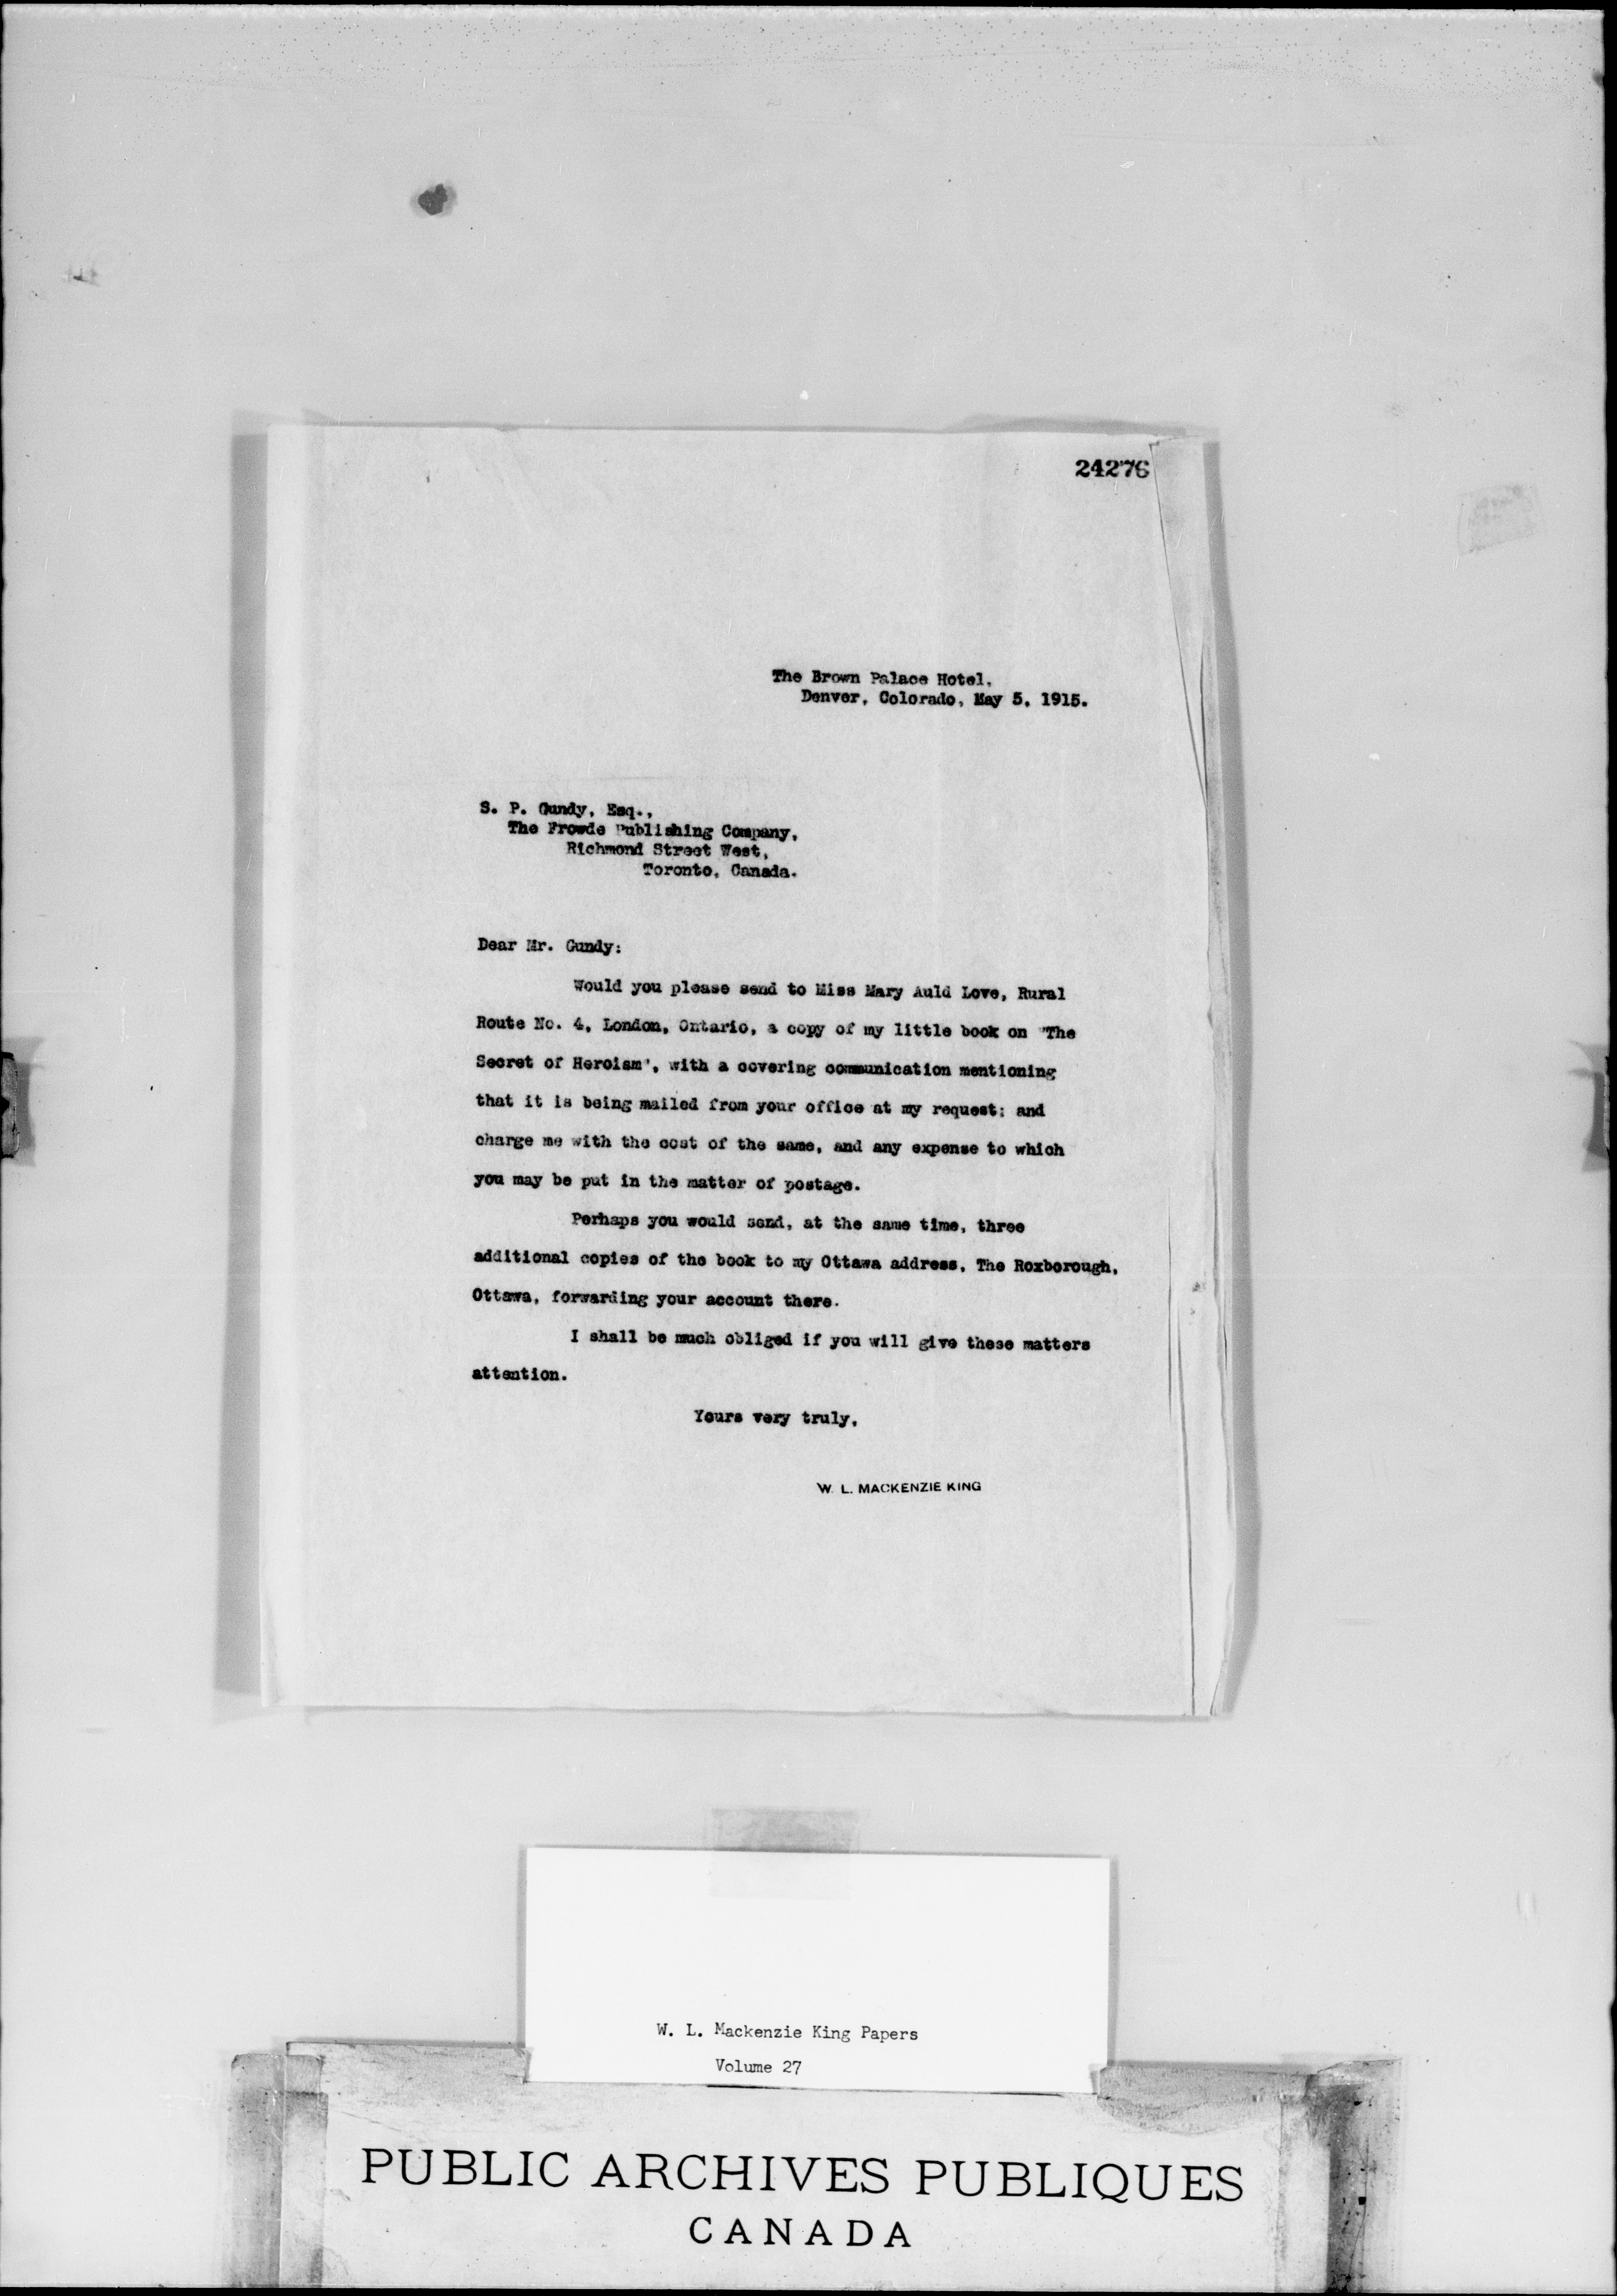 24276
The Brown Palace Hotel,
Denver, Colorado, May 5, 1915.
S. P. Gundy, Esq.,
The Frowde Publishing Company,
Richmond Street West,
Toronto, Canada.
Dear Mr. Gundy:
Would you please send to Miss Mary Auld Love, Rural
Route No. 4, London, Ontario, a copy of my little book on "The
Secret of Heroism", with a covering communication mentioning
that it is being mailed from your office at my request; and
charge me with the cost of the same, and any expense to which
you may be put in the matter of postage.
Perhaps you would send, at the same time, three
additional copies of the book to my Ottawa address, The Roxborough,
Ottawa, forwarding your account there.
I shall be much obliged if you will give these matters
attention.
Yours very truly,
W. L. MACKENZIE KING
W. L. Mackenzie King Papers
Volume 27
PUBLIC ARCHIVES PUBLIQUES
CANADA